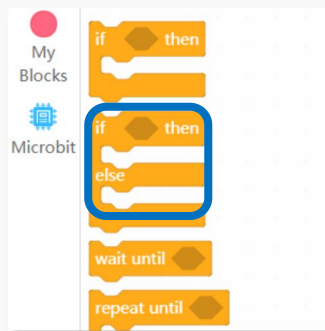 My
Blocks
Microbit
if then
if then
else
wait until
repeat until